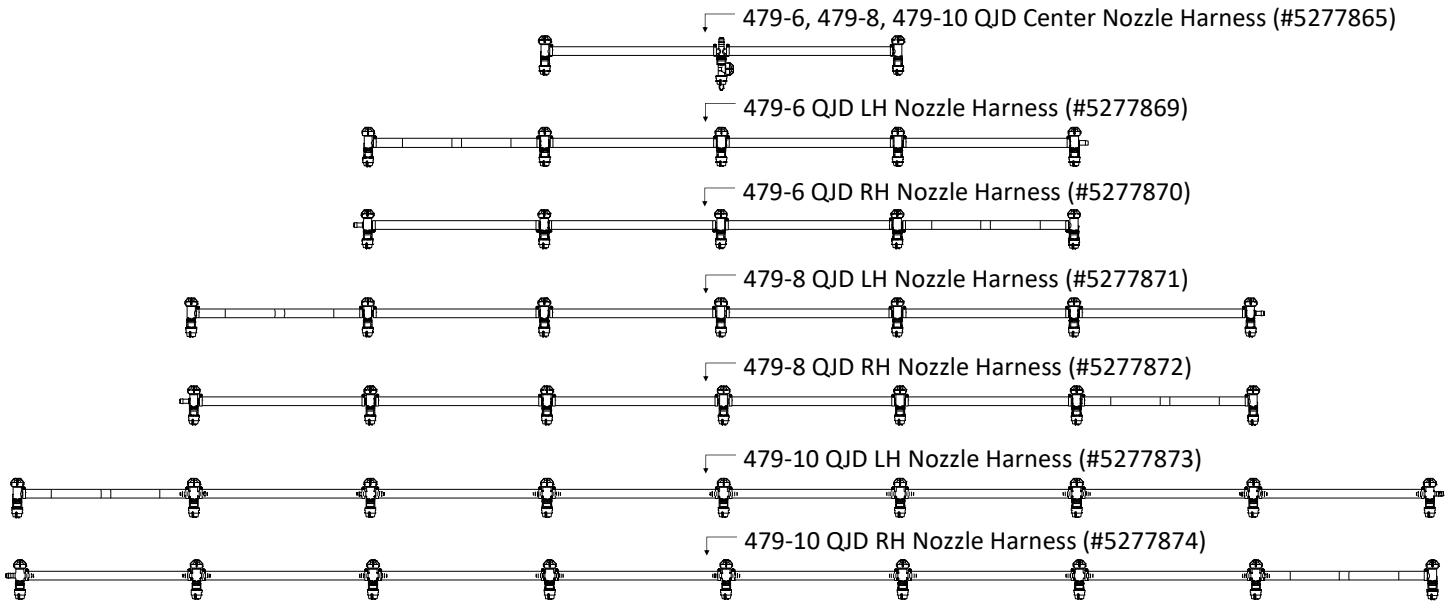 479-6, 479-8, 479-10 QJD Center Nozzle Harness (#5277865)
479-6 QJD LH Nozzle Harness (#5277869)
479-6 QJD RH Nozzle Harness (#5277870)
479-8 QJD LH Nozzle Harness (#5277871)
479-8 QJD RH Nozzle Harness (#5277872)
479-10 QJD LH Nozzle Harness (#5277873)
479-10 QJD RH Nozzle Harness (#5277874)